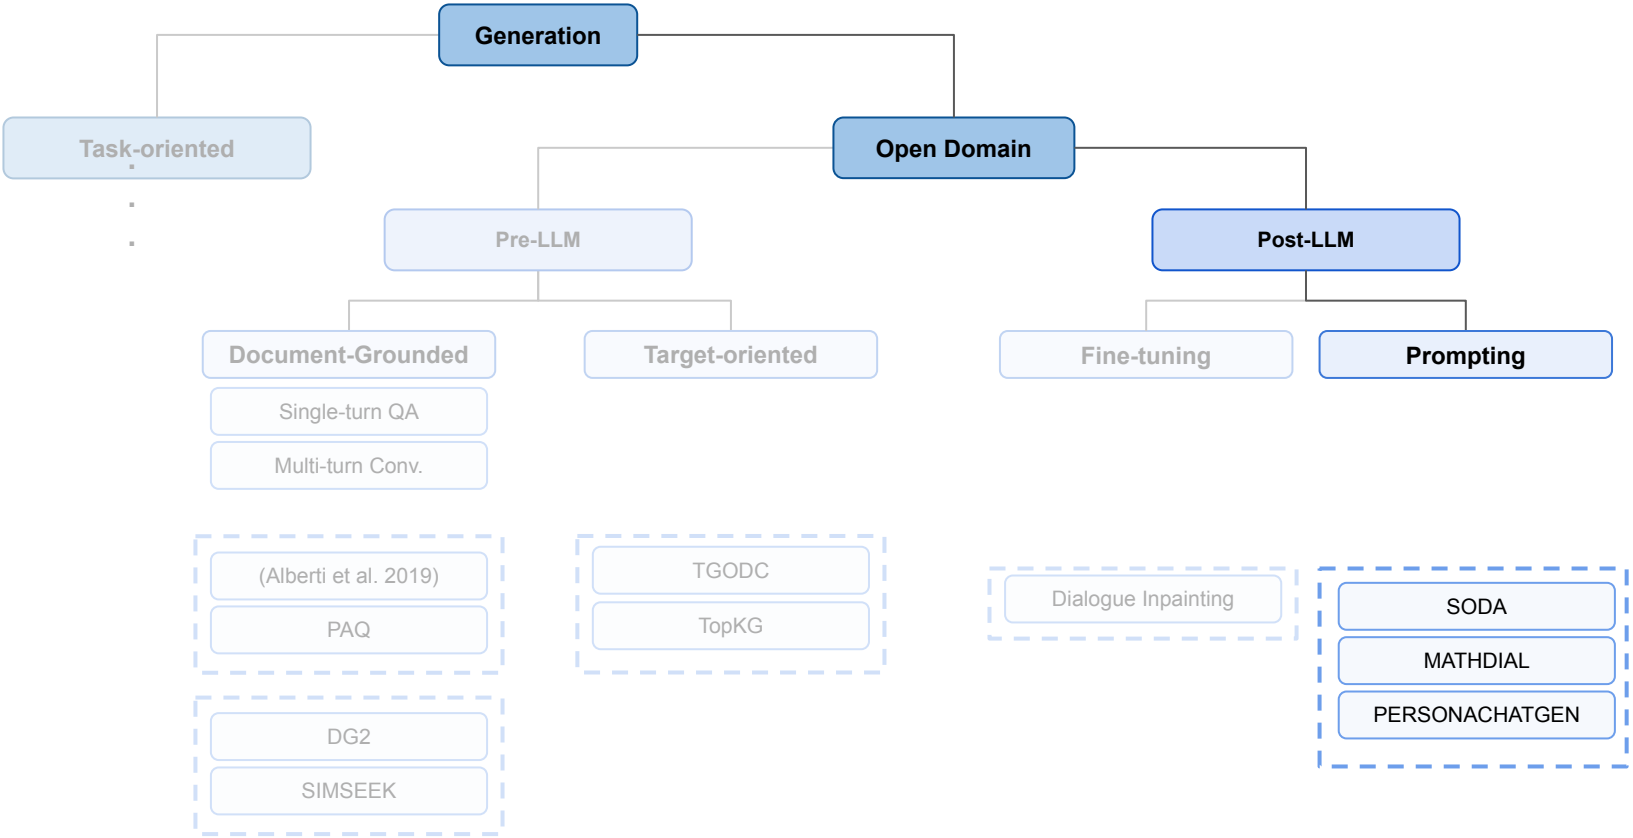 Generation
Task-oriented
Open Domain
.
.
.
Pre-LLM
Post-LLM
Document-Grounded
Target-oriented
Fine-tuning
Prompting
Single-turn QA
Multi-turn Conv.
(Alberti et al. 2019)
PAQ
TGODC
TopKG
Dialogue Inpainting
SODA
MATHDIAL
PERSONACHATGEN
DG2
SIMSEEK